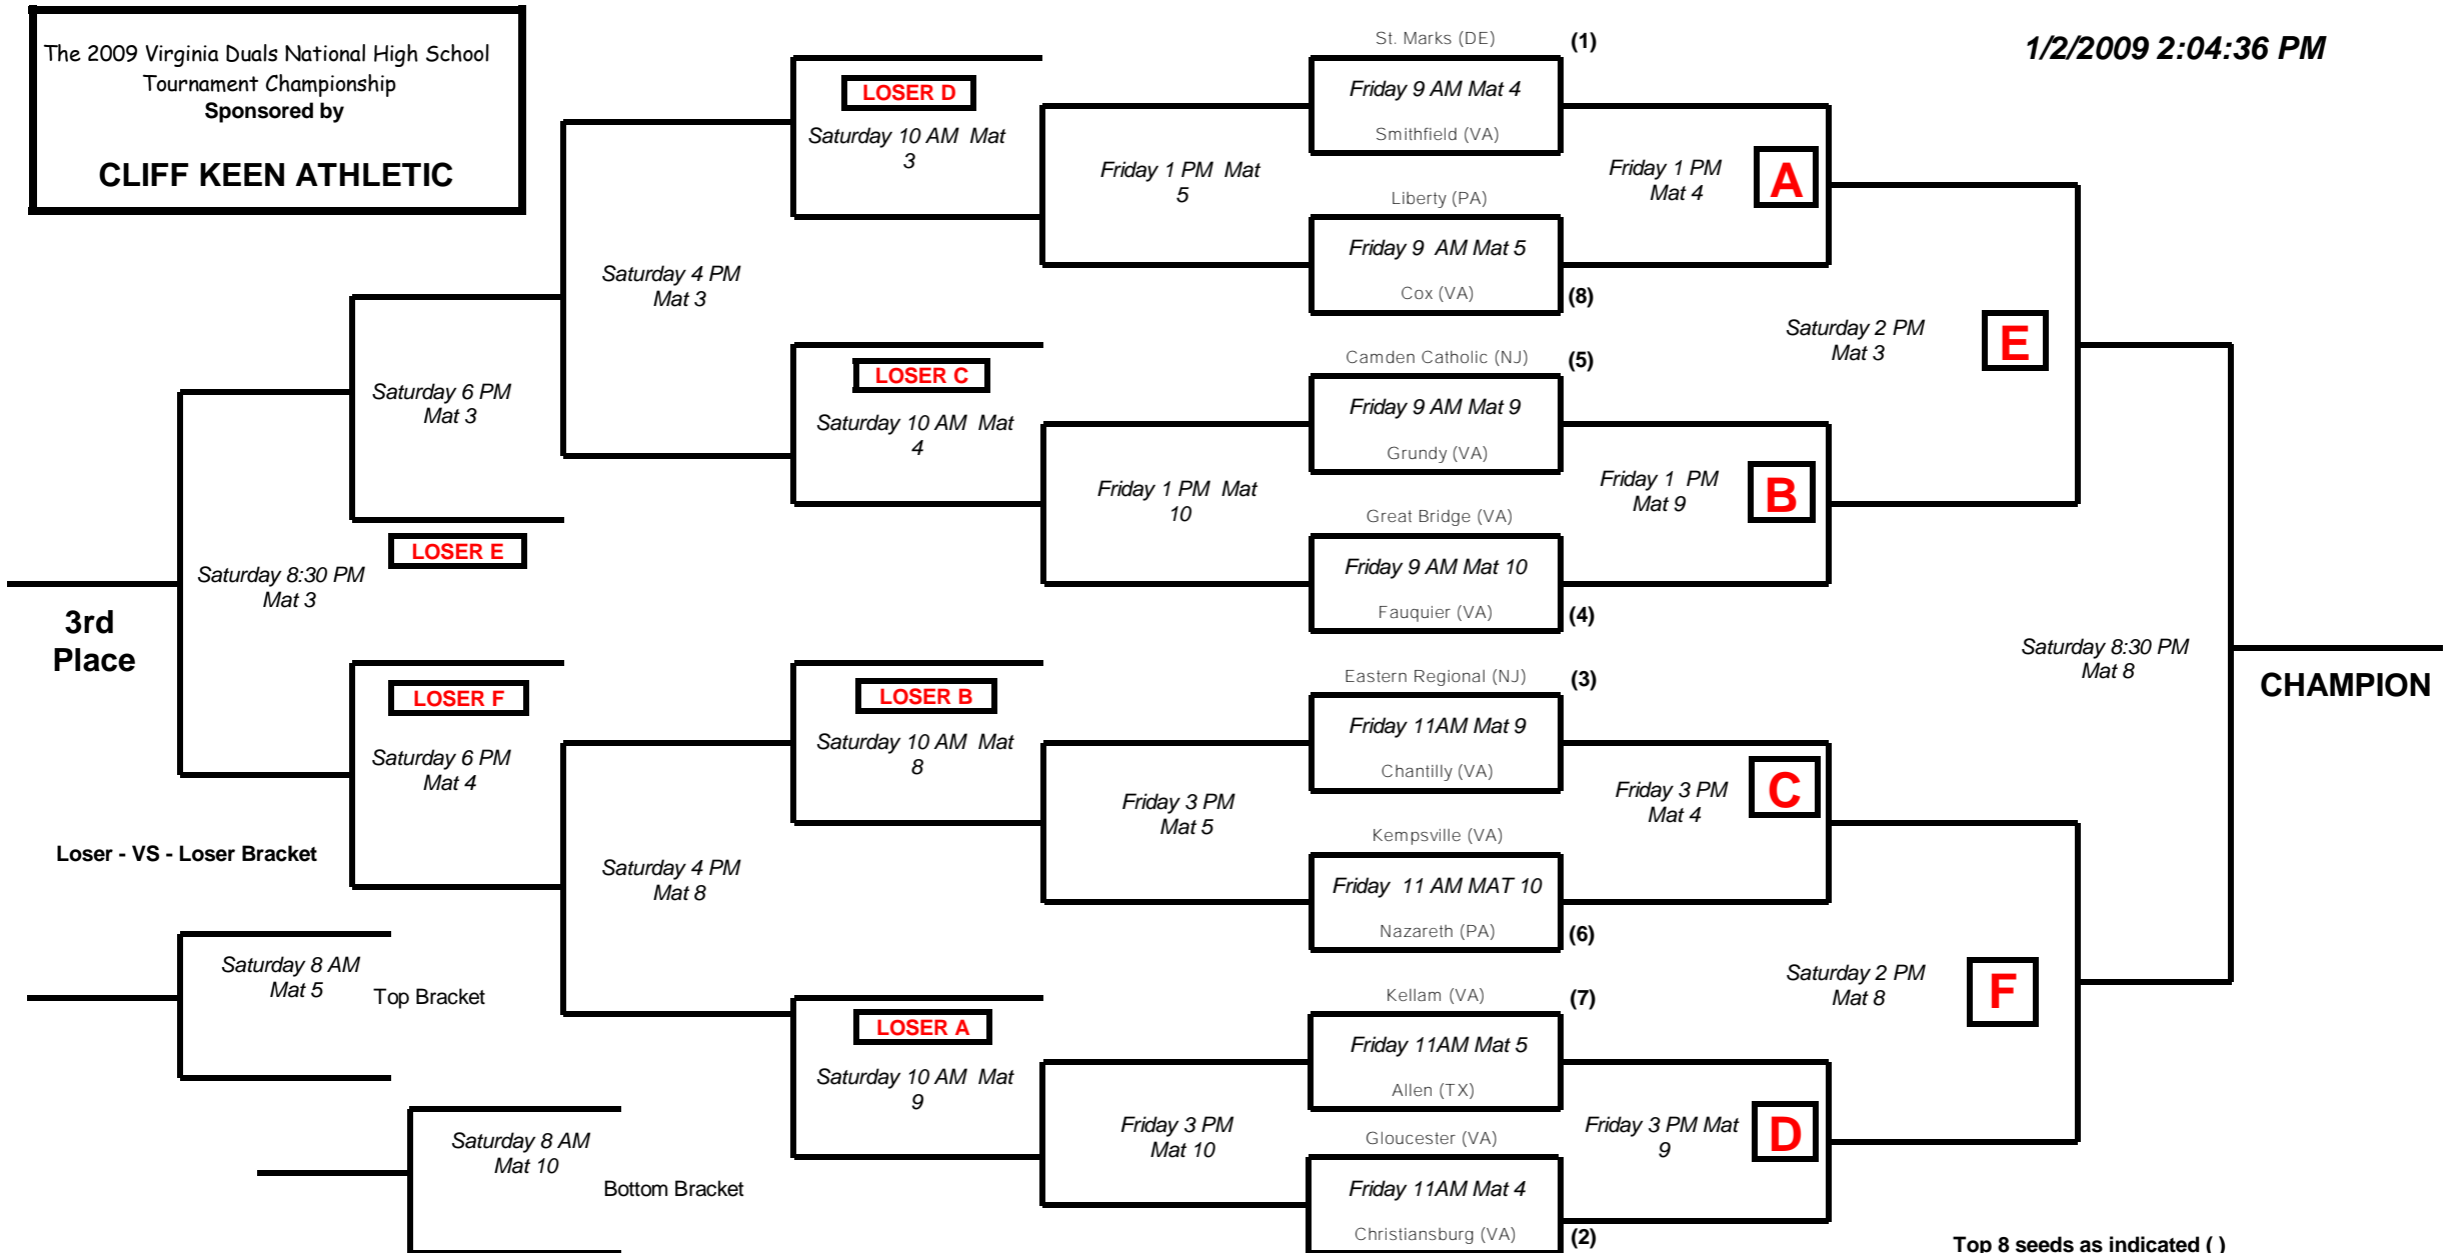 The 2009 Virginia Duals National High School
Tournament Championship
Sponsored by
CLIFF KEEN ATHLETIC
1/2/2009 2:04:36 PM
LOSER D
Saturday 10 AM Mat
3
Saturday 4 PM
Mat 3
LOSER C
Saturday 10 AM Mat
4
Saturday 6 PM
Mat 3
LOSER E
Saturday 8:30 PM
Mat 3
3rd
Place
LOSER F
Saturday 6 PM
Mat 4
LOSER B
Saturday 10 AM Mat
8
Saturday 4 PM
Mat 8
LOSER A
Saturday 10 AM Mat
9
Loser - VS - Loser Bracket
Saturday 8 AM
Mat 5
Top Bracket
Saturday 8 AM
Mat 10
Bottom Bracket
Friday 1 PM Mat
5
Friday 1 PM Mat
10
Friday 3 PM
Mat 5
Friday 3 PM
Mat 10
St. Marks (DE) (1)
Friday 9 AM Mat 4
Smithfield (VA)
Liberty (PA)
Friday 9 AM Mat 5
Cox (VA) (8)
Camden Catholic (NJ) (5)
Friday 9 AM Mat 9
Grundy (VA)
Great Bridge (VA)
Friday 9 AM Mat 10
Fauquier (VA) (4)
Eastern Regional (NJ) (3)
Friday 11AM Mat 9
Chantilly (VA)
Kempsville (VA)
Friday 11 AM MAT 10
Nazareth (PA) (6)
Kellam (VA) (7)
Friday 11AM Mat 5
Allen (TX)
Gloucester (VA)
Friday 11AM Mat 4
Christiansburg (VA) (2)
Friday 1 PM
Mat 4
A
Friday 1 PM
Mat 9
B
Friday 3 PM
Mat 4
C
Friday 3 PM Mat
9
D
Saturday 2 PM
Mat 3
E
Saturday 2 PM
Mat 8
F
Saturday 8:30 PM
Mat 8
CHAMPION
Top 8 seeds as indicated ( )